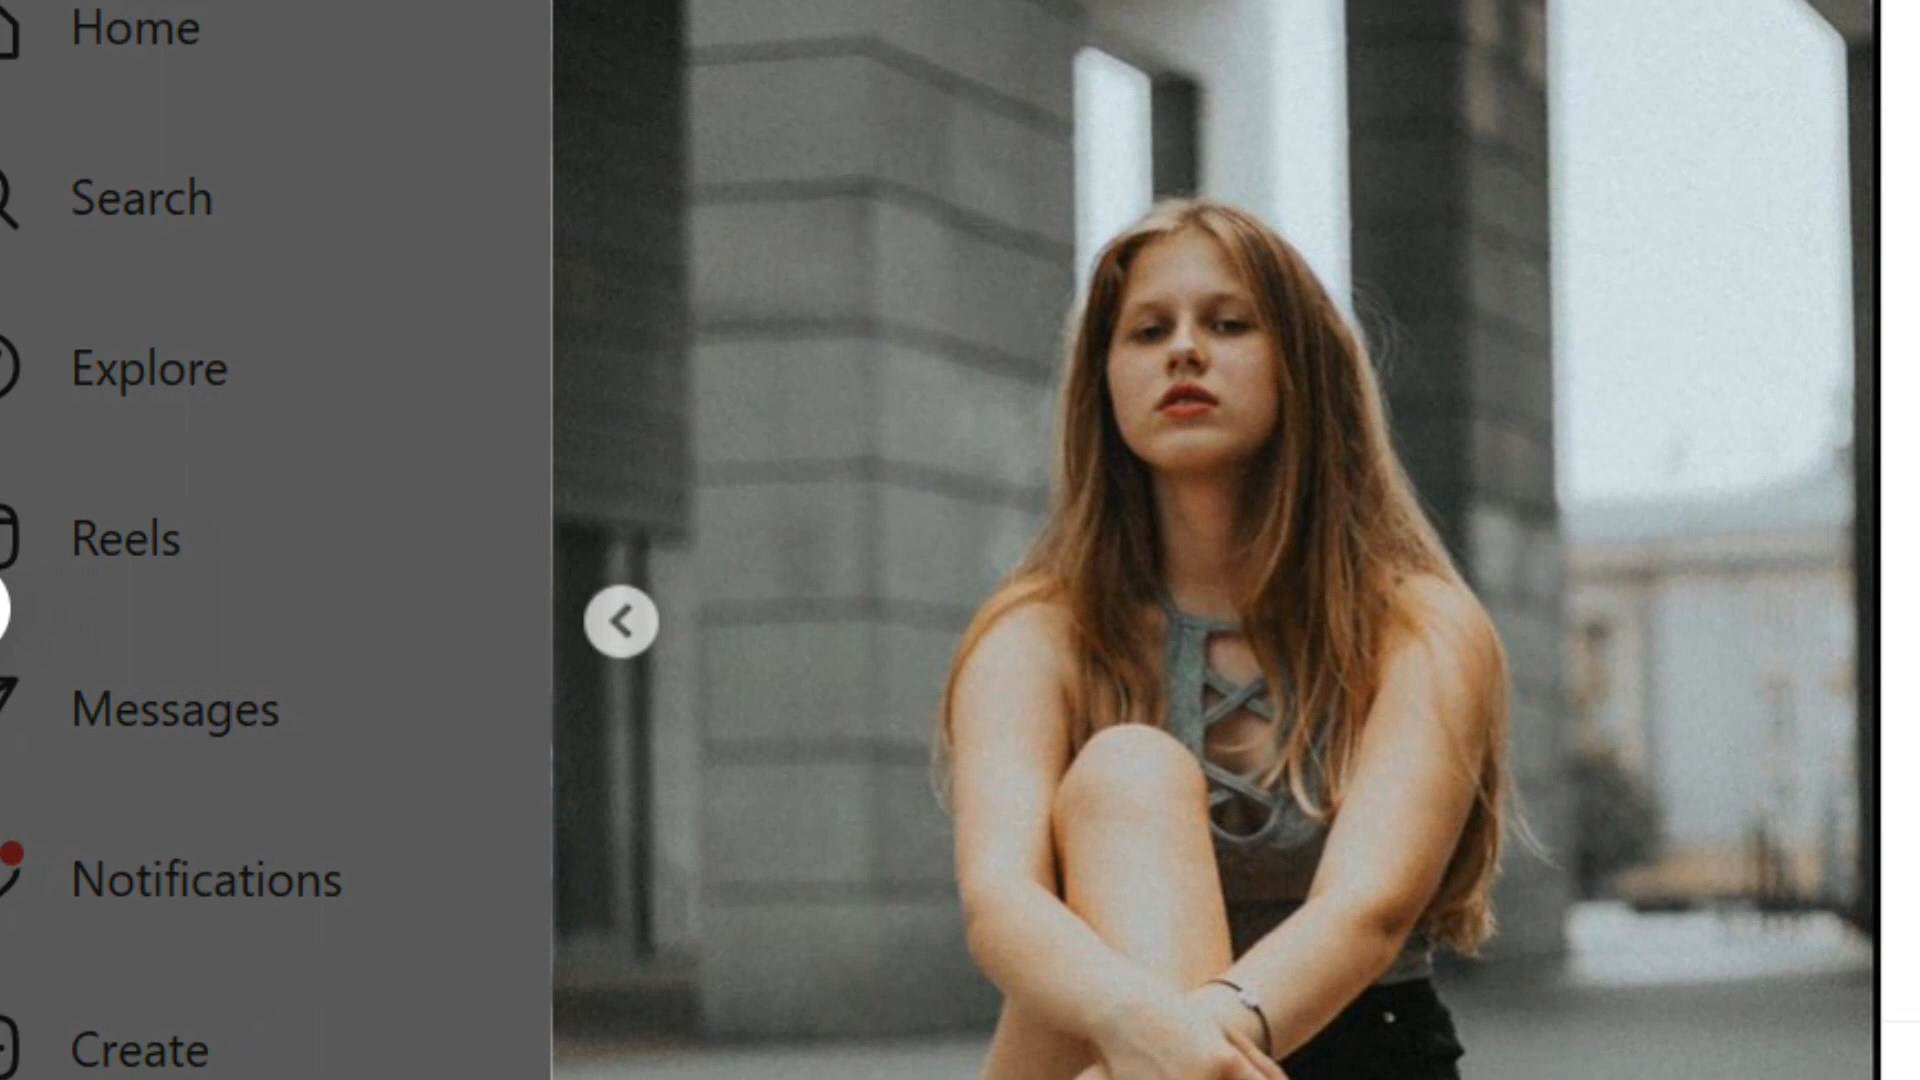 Home
Search
Explore
Reels
Messages
Notifications
Create